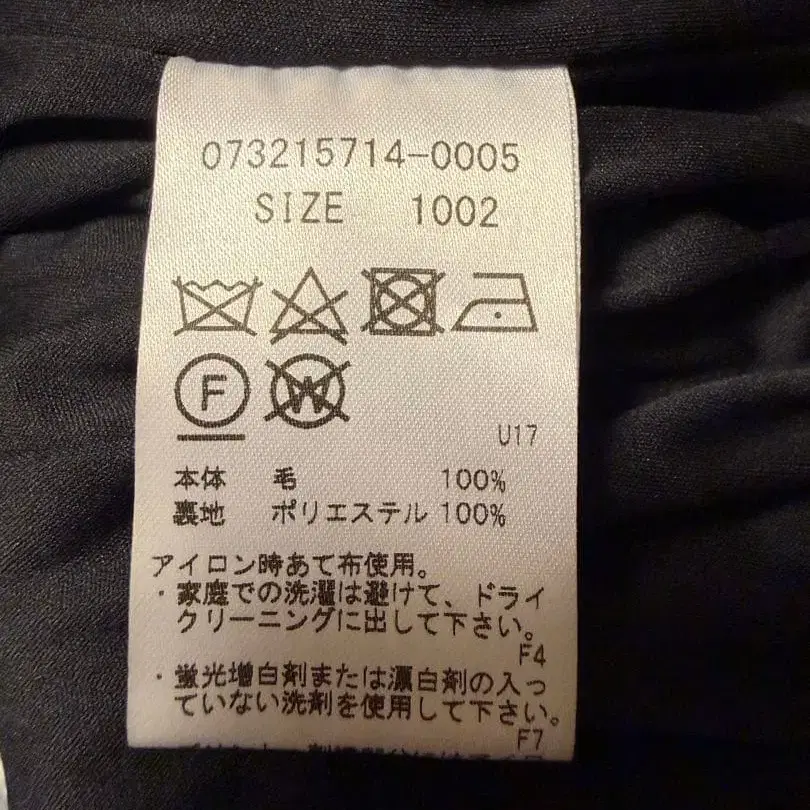 073215714-0005
SIZE 1002
F W
U17
本体 毛 100%
裏地 ポリエステル 100%
アイロン時あて布使用。
・家庭での洗濯は避けて、ドライ
クリーニングに出して下さい。
F4
・蛍光増白剤または漂白剤の入っ
ていない洗剤を使用して下さい。
F7